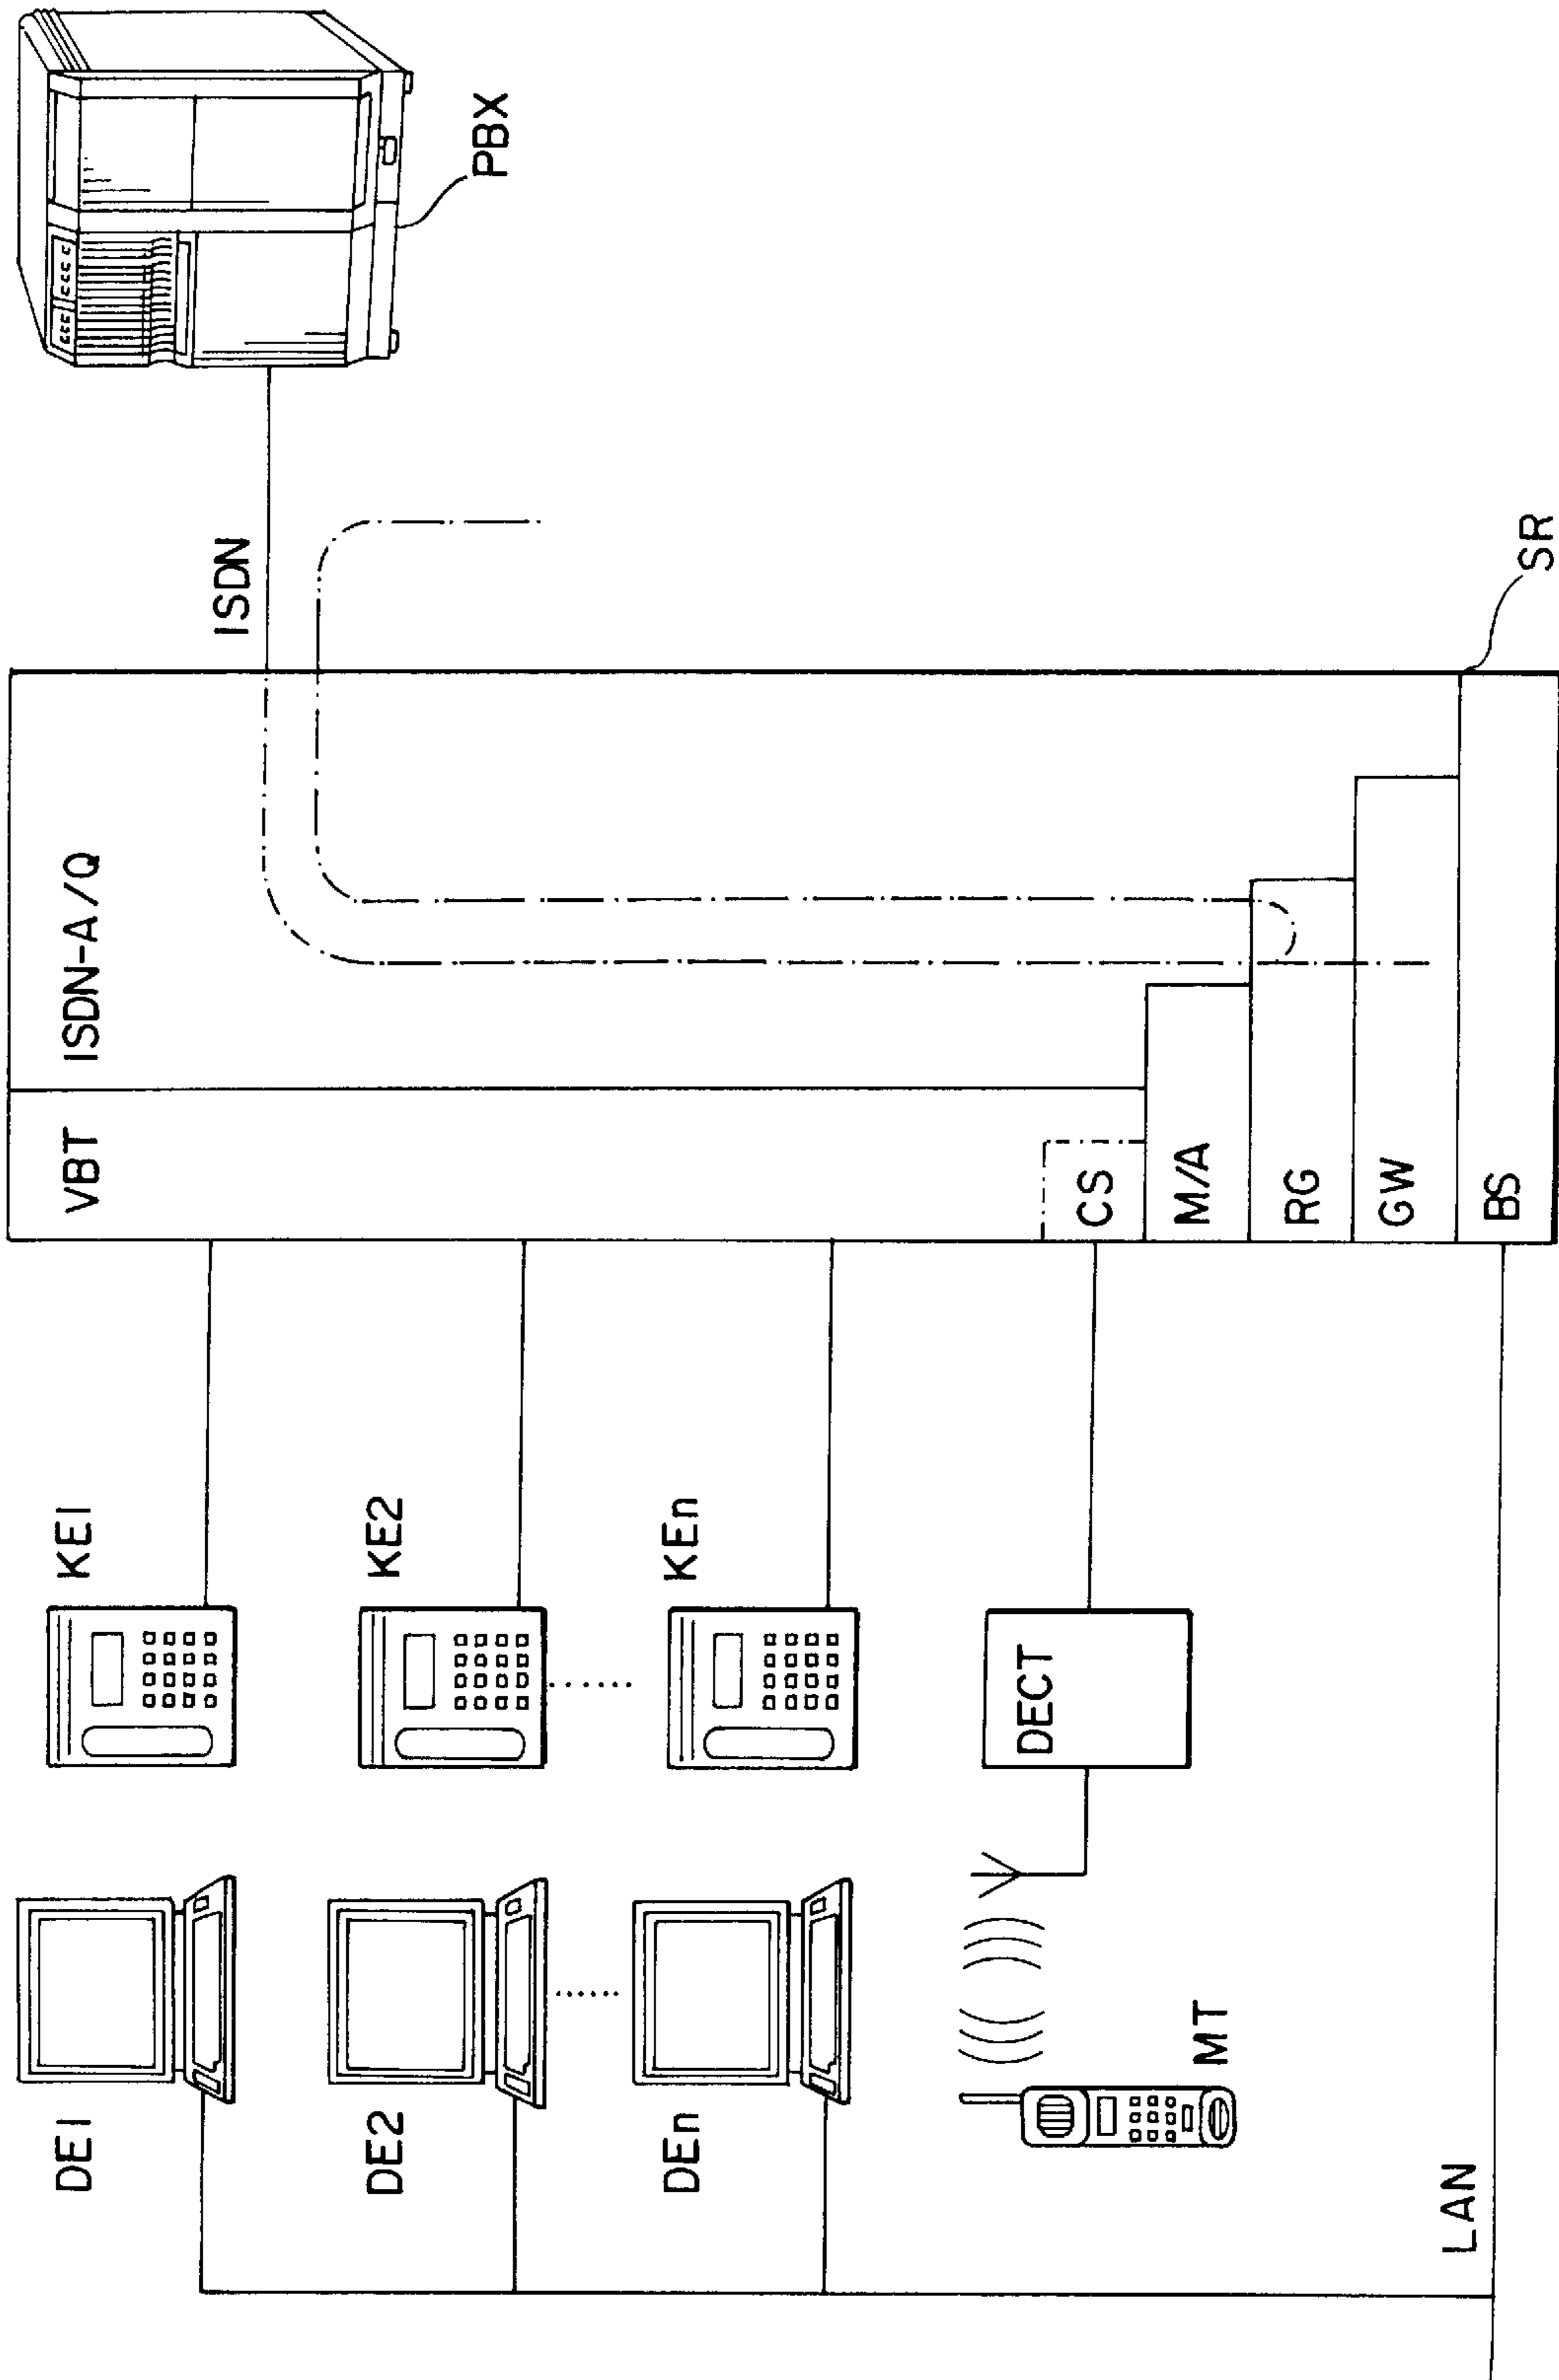 DE1
KE1
VBT
ISDN-A/Q
ISDN
PBX
DE2
KE2
DEn
KEn
DECT
CS
MT
M/A
RG
GW
LAN
BS
SR